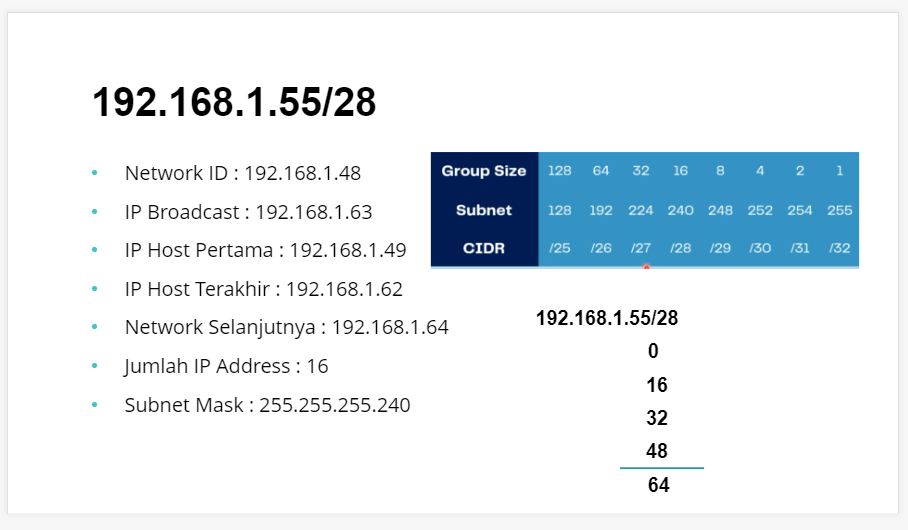 192.168.1.55/28
• Network ID : 192.168.1.48
• IP Broadcast : 192.168.1.63
• IP Host Pertama : 192.168.1.49
• IP Host Terakhir : 192.168.1.62
• Network Selanjutnya : 192.168.1.64
• Jumlah IP Address : 16
• Subnet Mask : 255.255.255.240
Group Size 128 64 32 16 8 4 2 1
Subnet 128 192 224 240 248 252 254 255
CIDR /25 /26 /27 /28 /29 /30 /31 /32
192.168.1.55/28
0
16
32
48
64